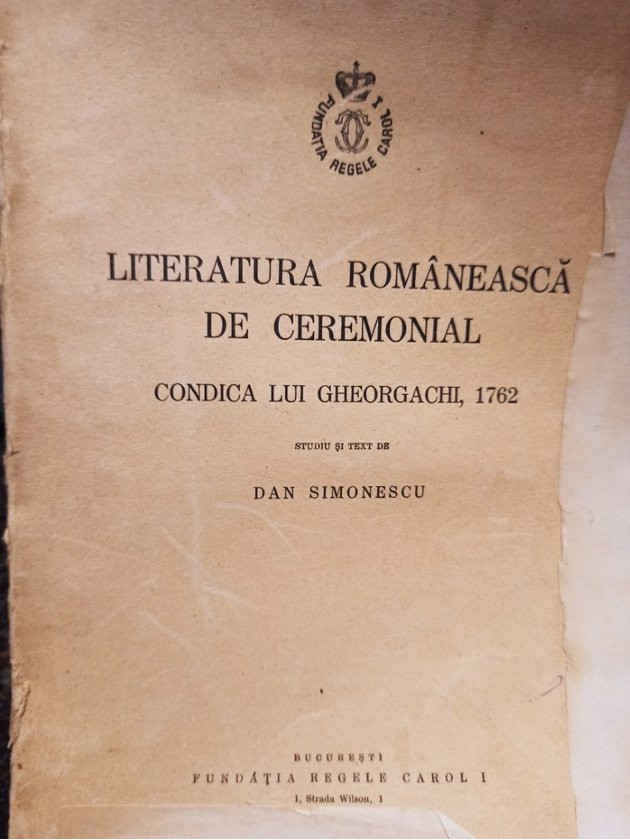 FUNDAȚIA REGELE CAROL I
LITERATURA ROMÂNEASCĂ
DE CEREMONIAL
CONDICA LUI GHEORGACHI, 1762
STUDIU ȘI TEXT DE
DAN SIMONESCU
BUCUREȘTI
FUNDAȚIA REGELE CAROL I
1, Strada Wilson, 1